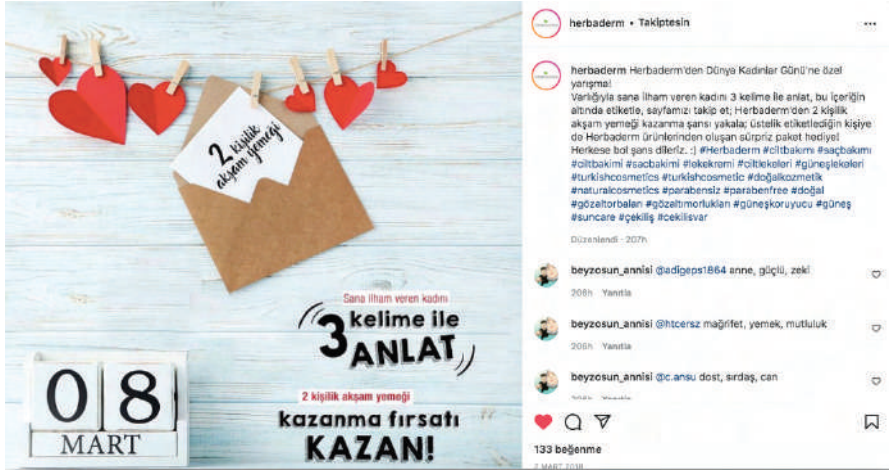 2 kişilik
akşam yemeği
Sana ilham veren kadını
3 kelime ile
ANLAT
2 kişilik akşam yemeği
kazanma fırsatı
KAZAN!
08
MART
herbaderm • Takiptesin
herbaderm Herbaderm'den Dünya Kadınlar Günü'ne özel
yarışma!
Varlığıyla sana ilham veren kadını 3 kelime ile anlat, bu içeriğin
altında etiketle, sayfamızı takip et; Herbaderm'den 2 kişilik
akşam yemeği kazanma şansı yakala; üstelik etiketlediğin kişiye
de Herbaderm ürünlerinden oluşan sürpriz paket hediye!
Herkese bol şans dileriz. :) #Herbaderm #ciltbakımı #saçbakımı
#ciltbakimi #sacbakimi #lekekremi #ciltlekeleri #güneşlekeleri
#turkishcosmetics #turkishcosmetic #doğalkozmetik
#naturalcosmetics #parabensiz #parabenfree #doğal
#gözaltorbaları #gözaltımorlukları #güneşkoruyucu #güneş
#suncare #çekiliş #cekilisvar
Düzenlendi · 207h
beyzosun_annisi @adigeps1864 anne, güçlü, zeki
206h Yanıtla
beyzosun_annisi @htcersz mağrifet, yemek, mutluluk
206h Yanıtla
beyzosun_annisi @c.ansu dost, sırdaş, can
206h Yanıtla
133 beğenme
2 MART 2018